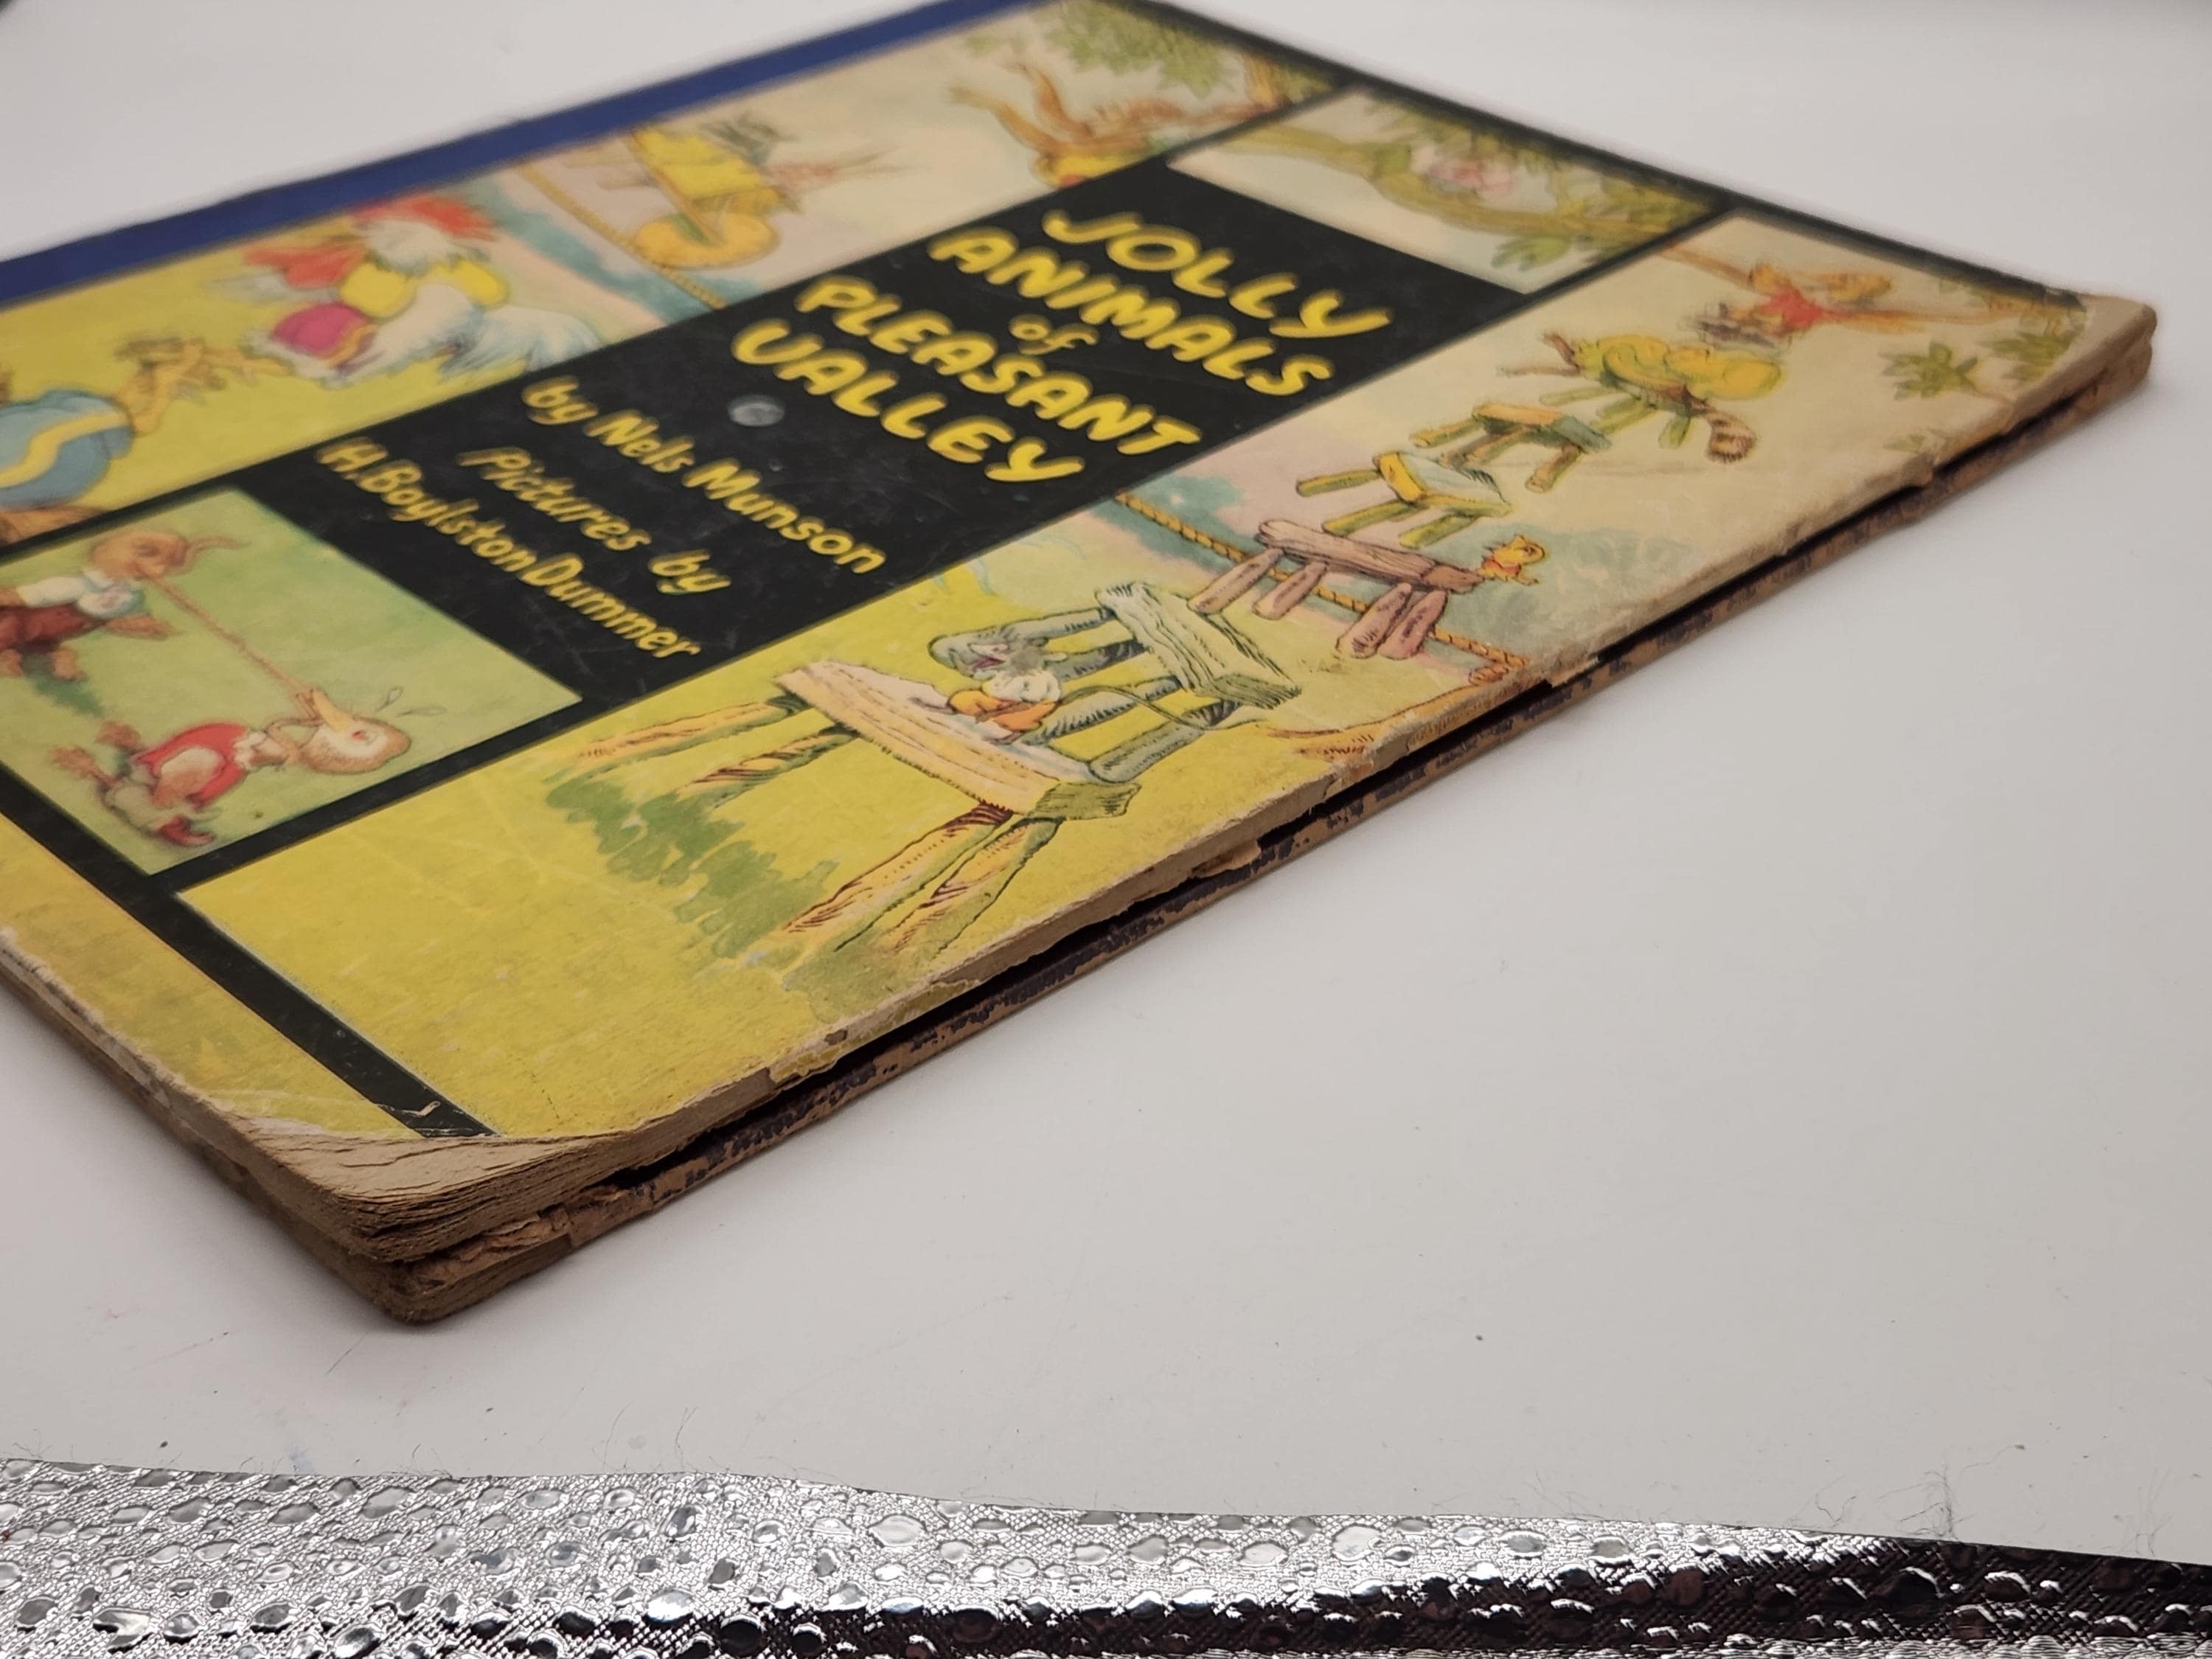 JOLLY
ANIMALS
of
PLEASANT
VALLEY
by Nels Munson
Pictures by
H. Boylston Dummer